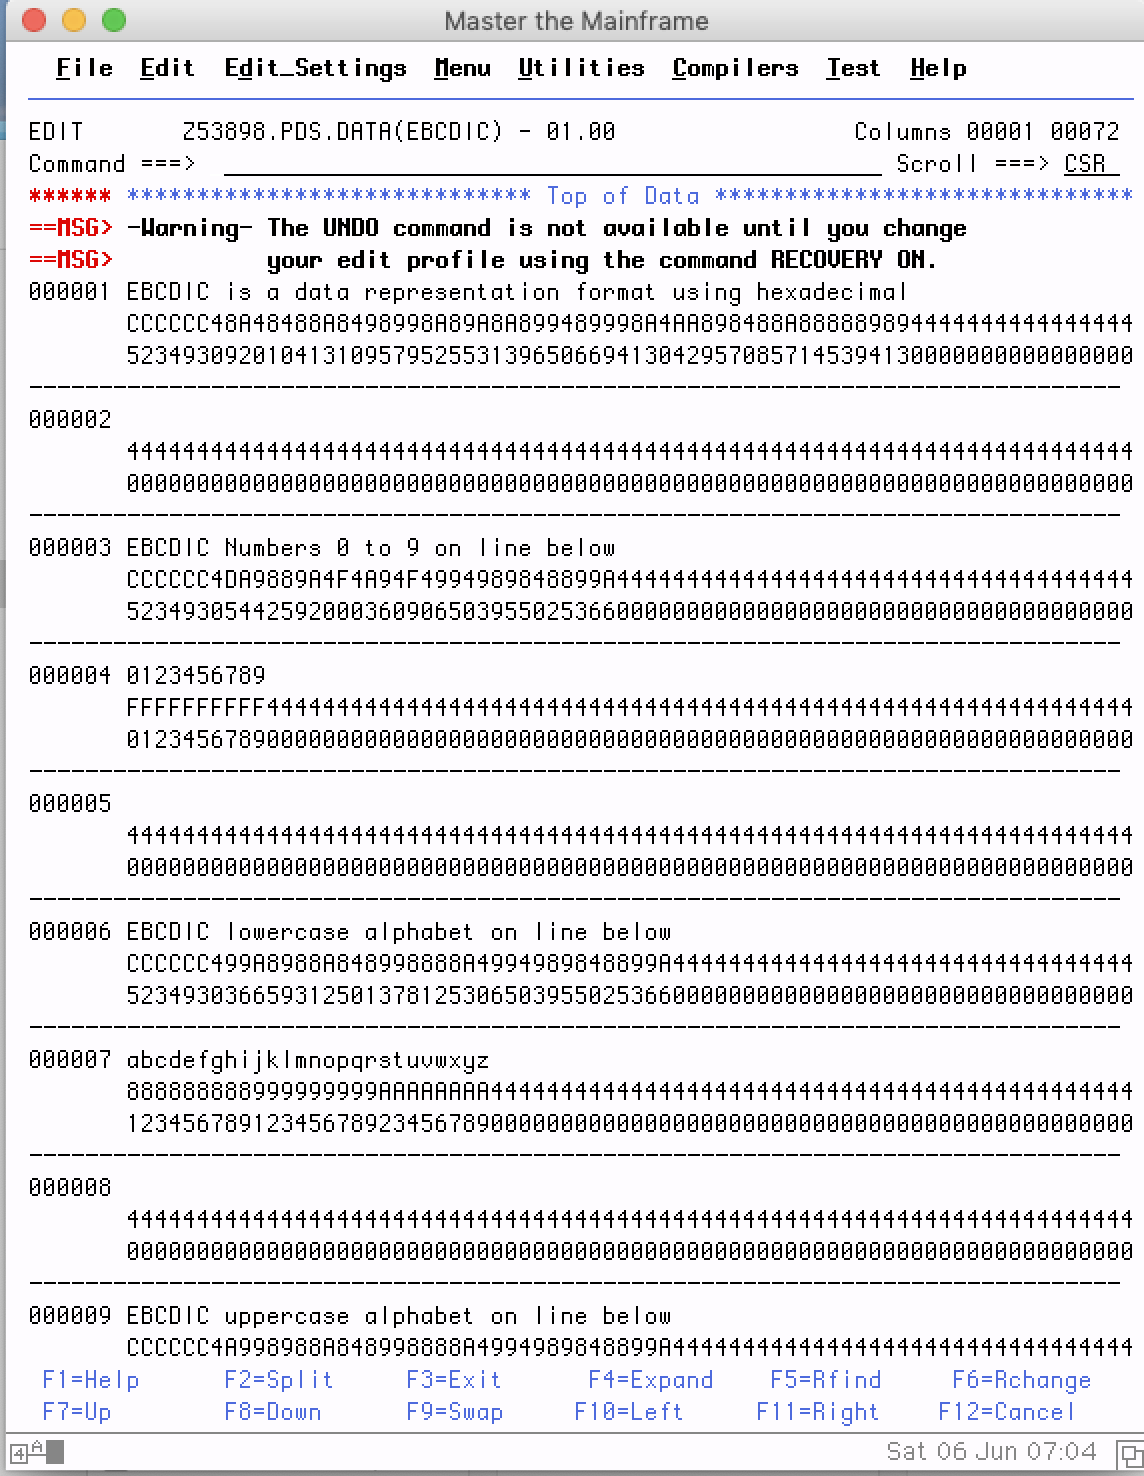 Master the Mainframe
File Edit Edit_Settings Menu Utilities Compilers Test Help
EDIT Z53898.PDS.DATA(EBCDIC) - 01.00 Columns 00001 00072
Command ===> Scroll ===> CSR
****** ***************************** Top of Data ******************************
==MSG> -Warning- The UNDO command is not available until you change
==MSG> your edit profile using the command RECOVERY ON.
000001 EBCDIC is a data representation format using hexadecimal
CCCCCC48A48488A8498998A89A8A899489998A4AA898488A888889894444444444444444
523493092010413109579525531396506694130429570857145394130000000000000000
000002
444444444444444444444444444444444444444444444444444444444444444444444444
000000000000000000000000000000000000000000000000000000000000000000000000
000003 EBCDIC Numbers 0 to 9 on line below
CCCCCC4DA9889A4F4A94F4994989848899A4444444444444444444444444444444444444
523493054425920003609065039550253660000000000000000000000000000000000000
000004 0123456789
FFFFFFFFFF44444444444444444444444444444444444444444444444444444444444444
012345678900000000000000000000000000000000000000000000000000000000000000
000005
444444444444444444444444444444444444444444444444444444444444444444444444
000000000000000000000000000000000000000000000000000000000000000000000000
000006 EBCDIC lowercase alphabet on line below
CCCCCC499A8988A848998888A4994989848899A444444444444444444444444444444444
523493036659312501378125306503955025366000000000000000000000000000000000
000007 abcdefghijklmnopqrstuvwxyz
888888888999999999AAAAAAAA4444444444444444444444444444444444444444444444
123456789123456789234567890000000000000000000000000000000000000000000000
000008
444444444444444444444444444444444444444444444444444444444444444444444444
000000000000000000000000000000000000000000000000000000000000000000000000
000009 EBCDIC uppercase alphabet on line below
CCCCCC4A998988A848998888A4994989848899A444444444444444444444444444444444
F1=Help F2=Split F3=Exit F4=Expand F5=Rfind F6=Rchange
F7=Up F8=Down F9=Swap F10=Left F11=Right F12=Cancel
4 A Sat 06 Jun 07:04